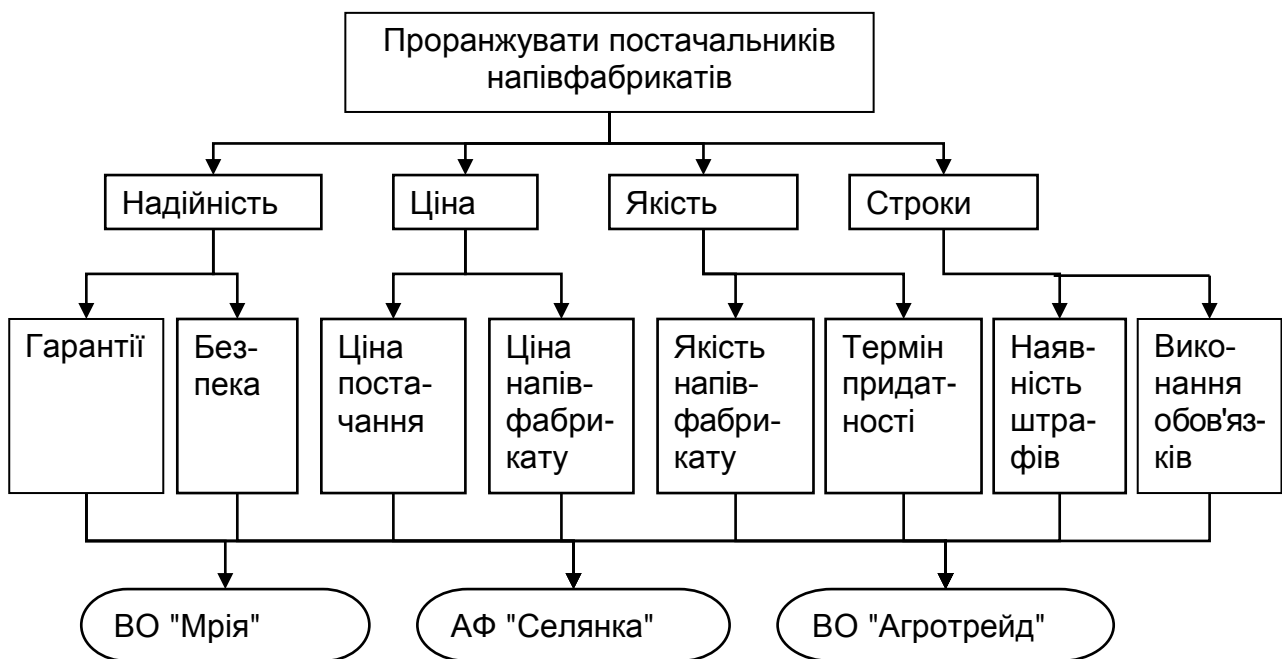 Проранжувати постачальників
напівфабрикатів
Надійність
Ціна
Якість
Строки
Гарантії
Без-
пека
Ціна
поста-
чання
Ціна
напів-
фабри-
кату
Якість
напів-
фабри-
кату
Термін
придат-
ності
Наяв-
ність
штра-
фів
Вико-
нання
обов'яз-
ків
ВО "Мрія"
АФ "Селянка"
ВО "Агротрейд"